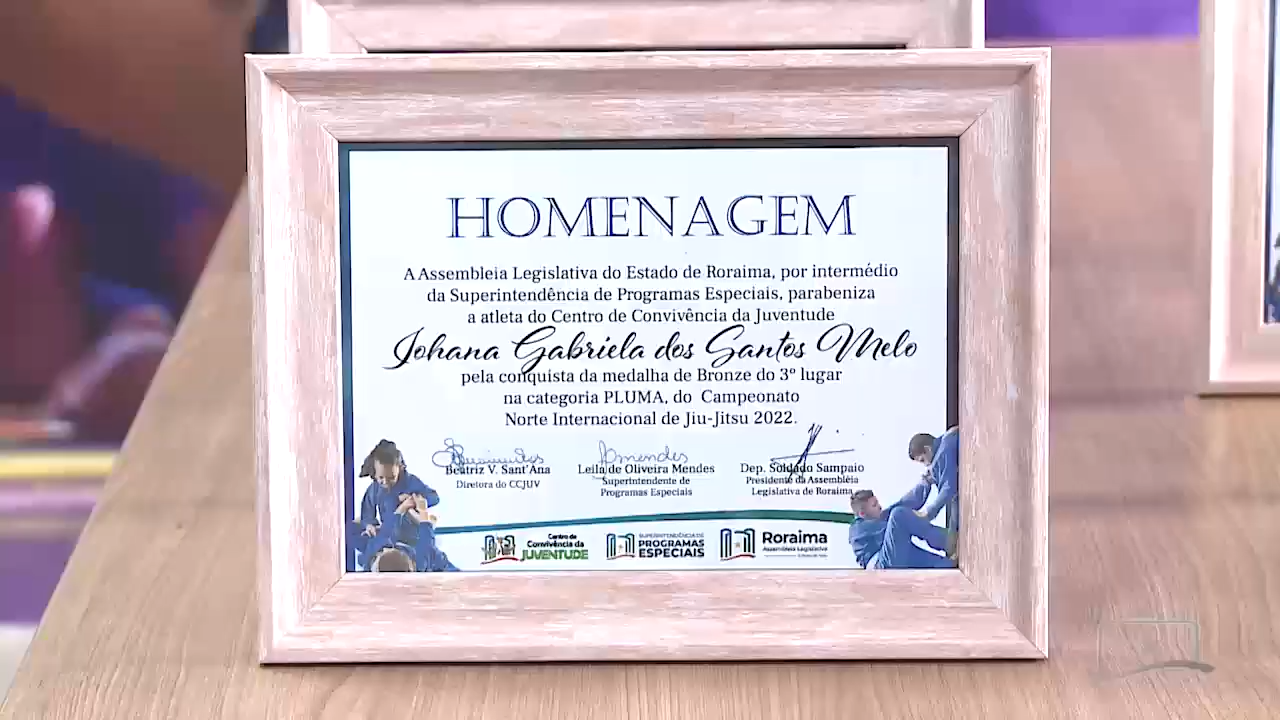 HOMENAGEM
A Assembleia Legislativa do Estado de Roraima, por intermédio
da Superintendência de Programas Especiais, parabeniza
a atleta do Centro de Convivência da Juventude
Johana Gabriela dos Santos Melo
pela conquista da medalha de Bronze do 3º lugar
na categoria PLUMA, do Campeonato
Norte Internacional de Jiu-Jitsu 2022.
Beatriz V. Sant'Ana
Diretora do CCJUV
Leila de Oliveira Mendes
Superintendente de
Programas Especiais
Dep. Soldado Sampaio
Presidente da Assembléia
Legislativa de Roraima
Centro de
Convivência da
JUVENTUDE
SUPERINTENDÊNCIA DE
PROGRAMAS
ESPECIAIS
Roraima
Assembleia Legislativa